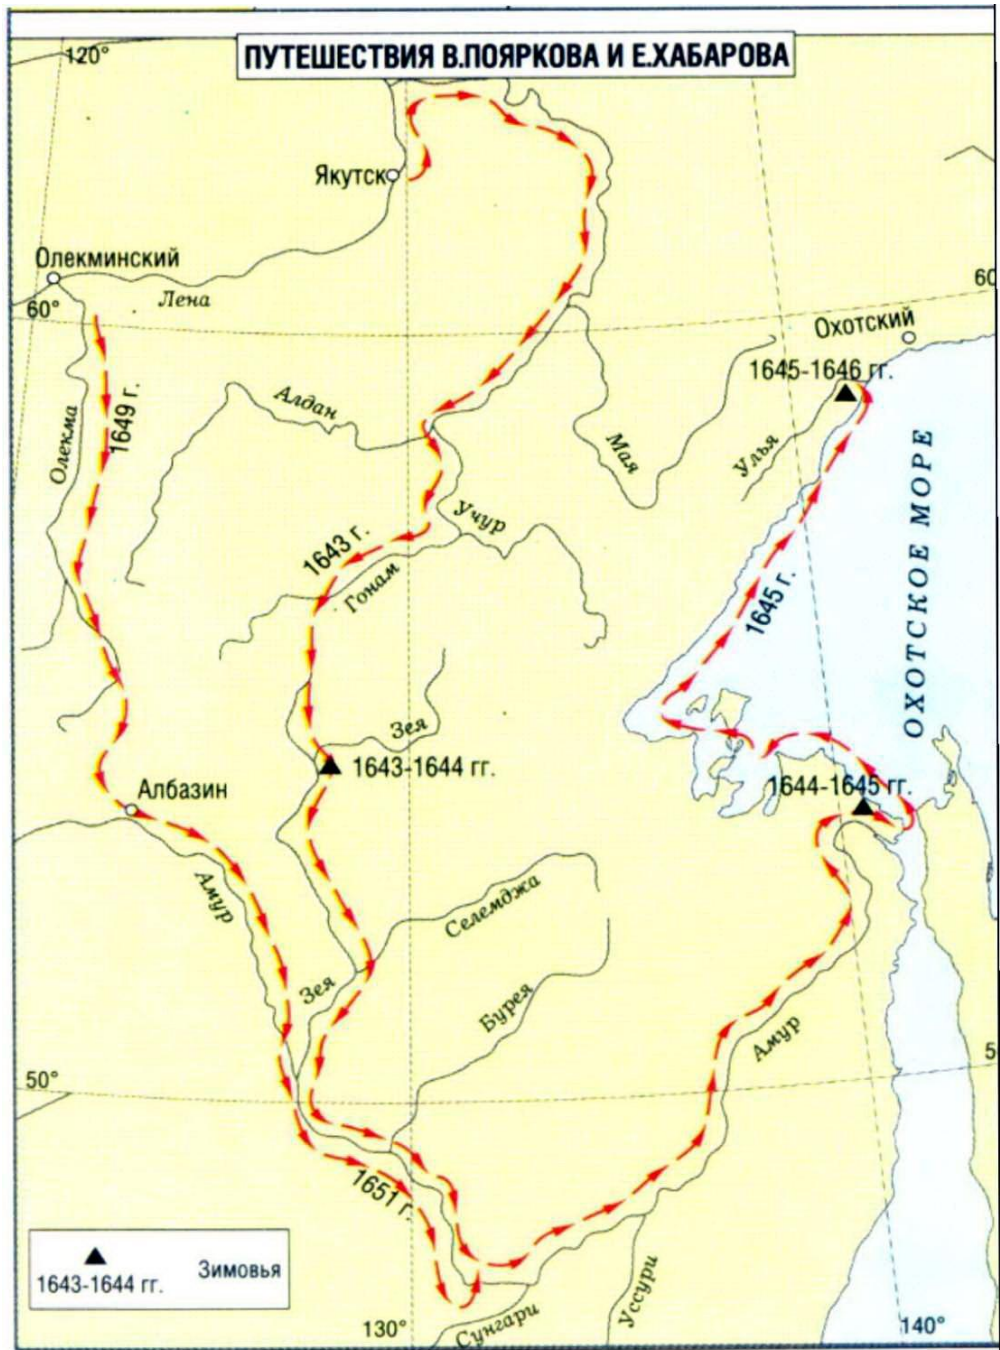 ПУТЕШЕСТВИЯ В.ПОЯРКОВА И Е.ХАБАРОВА
120°
Якутск
Олекминский
Лена
60°
60
Охотский
1645-1646 гг.
Алдан
1649 г.
Олекма
Мая
Улья
ОХОТСКОЕ МОРЕ
Учур
1643 г.
Гонам
1645 г.
Зея
1643-1644 гг.
Албазин
1644-1645 гг.
Амур
Селемджа
Зея
Бурея
Амур
50°
5
1651 г.
Уссури
Сунгари
130°
140°
1643-1644 гг.
Зимовья